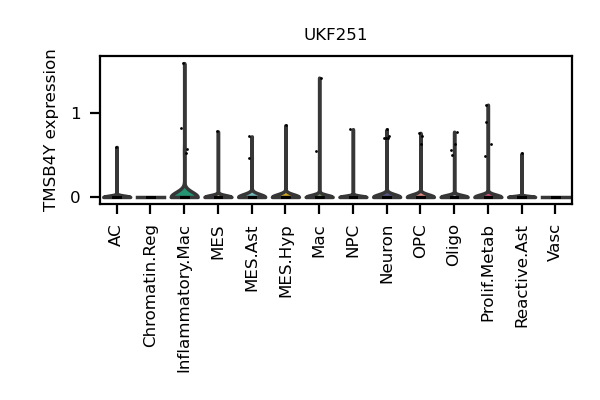 UKF251
TMSB4Y expression
1
0
AC
Chromatin.Reg
Inflammatory.Mac
MES
MES.Ast
MES.Hyp
Mac
NPC
Neuron
OPC
Oligo
Prolif.Metab
Reactive.Ast
Vasc